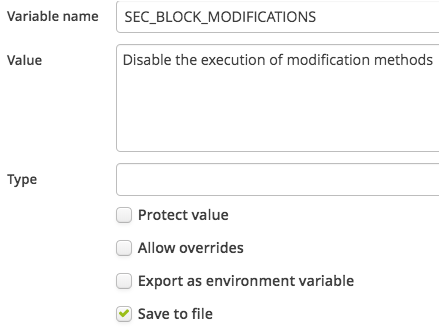 Variable name SEC_BLOCK_MODIFICATIONS
Value Disable the execution of modification methods
Type
Protect value
Allow overrides
Export as environment variable
Save to file